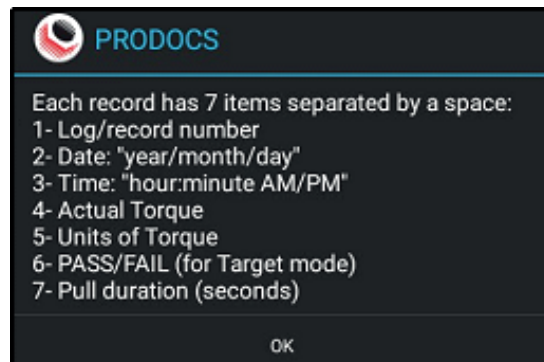 PRODOCS
Each record has 7 items separated by a space:
1- Log/record number
2- Date: "year/month/day"
3- Time: "hour:minute AM/PM"
4- Actual Torque
5- Units of Torque
6- PASS/FAIL (for Target mode)
7- Pull duration (seconds)
OK